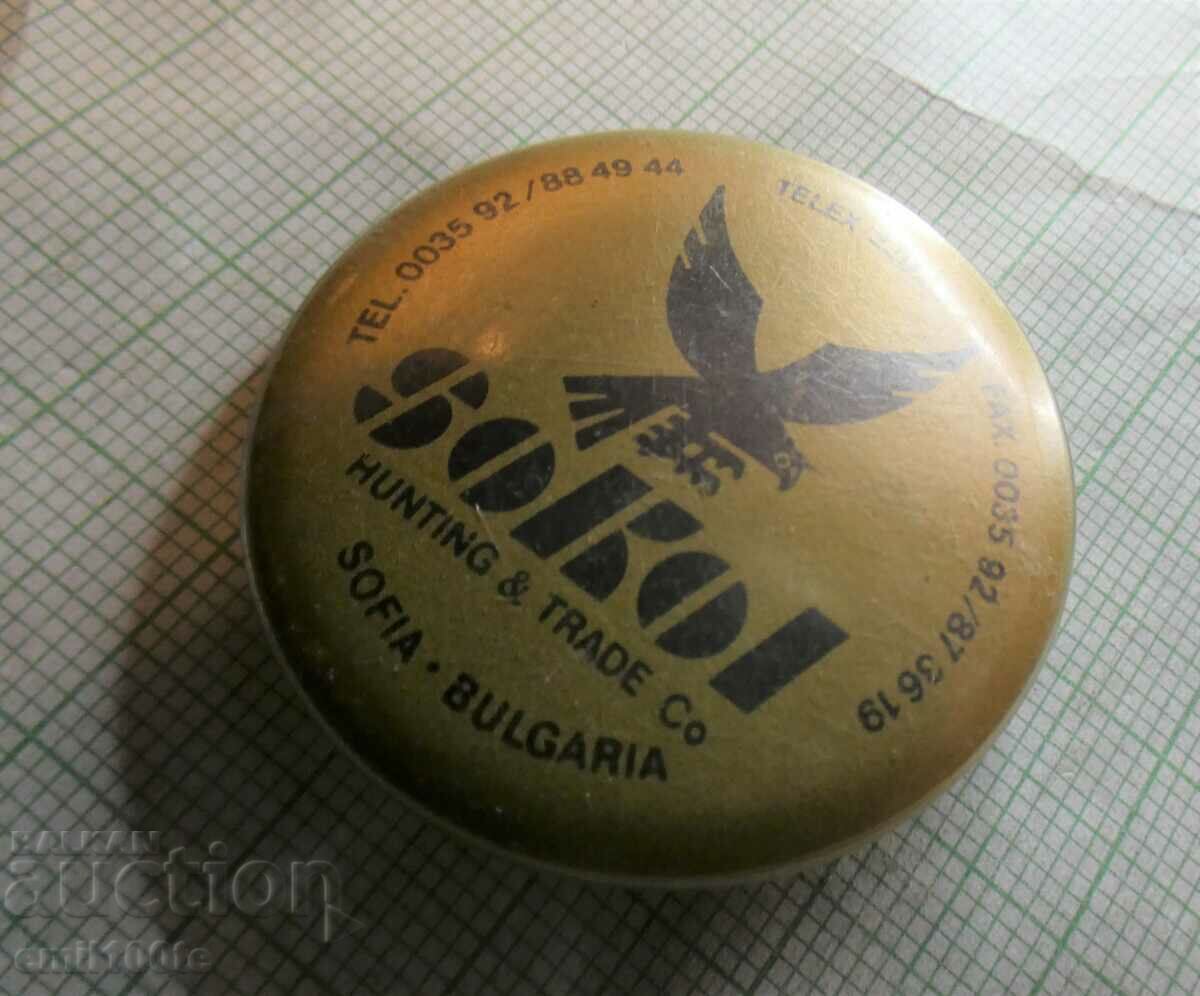 TEL. 0035 92/88 49 44
TELEX
FAX. 0035 92/87 36 19
SOKOL
HUNTING & TRADE Co
SOFIA · BULGARIA
BALKAN
auction
emil100fe